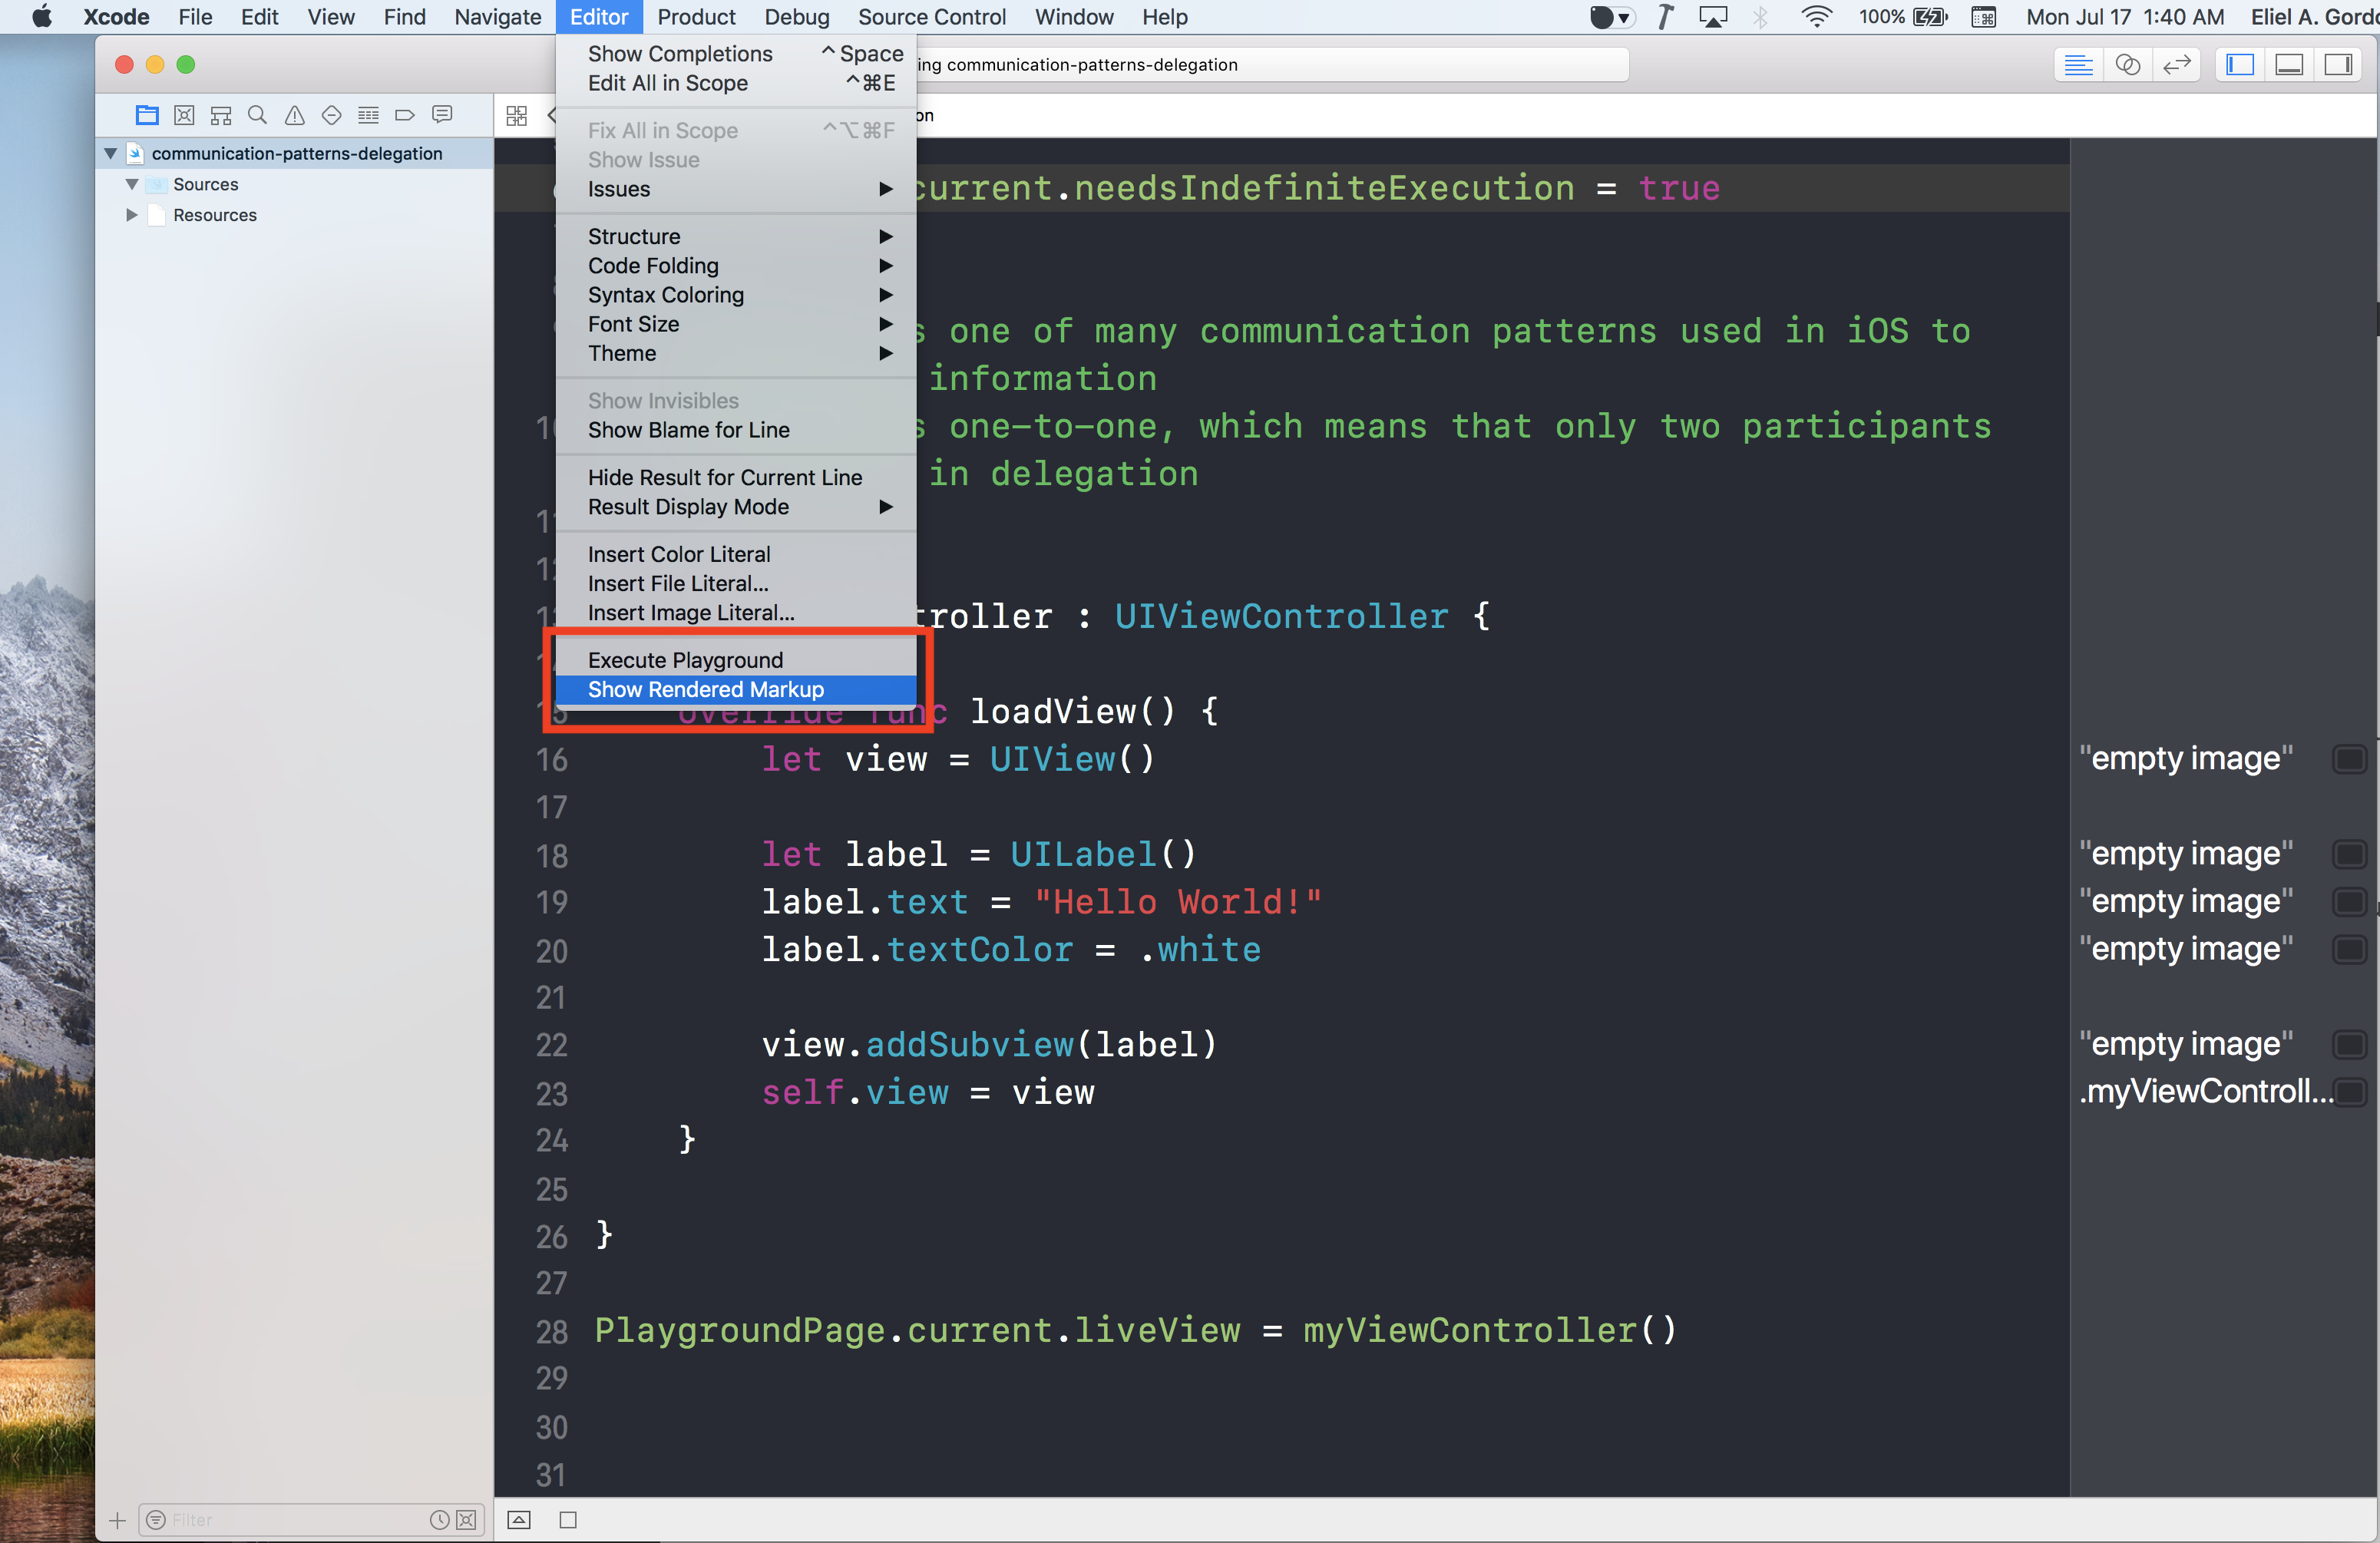 Xcode File Edit View Find Navigate Editor Product Debug Source Control Window Help 100% Mon Jul 17 1:40 AM Eliel A.
communication-patterns-delegation
communication-patterns-delegation
Sources
Resources
Filter
Show Completions ^ Space
Edit All in Scope ^⌘E
Fix All in Scope ^⌥⌘F
Show Issue
Issues
Structure
Code Folding
Syntax Coloring
Font Size
Theme
Show Invisibles
Show Blame for Line
Hide Result for Current Line
Result Display Mode
Insert Color Literal
Insert File Literal...
Insert Image Literal...
Execute Playground
Show Rendered Markup
current.needsIndefiniteExecution = true
one of many communication patterns used in iOS to
information
one-to-one, which means that only two participants
in delegation
: UIViewController {
override func loadView() {
16 let view = UIView()
17
18 let label = UILabel()
19 label.text = "Hello World!"
20 label.textColor = .white
21
22 view.addSubview(label)
23 self.view = view
24 }
25
26 }
27
28 PlaygroundPage.current.liveView = myViewController()
29
30
31
"empty image"
"empty image"
"empty image"
"empty image"
"empty image"
.myViewControll...